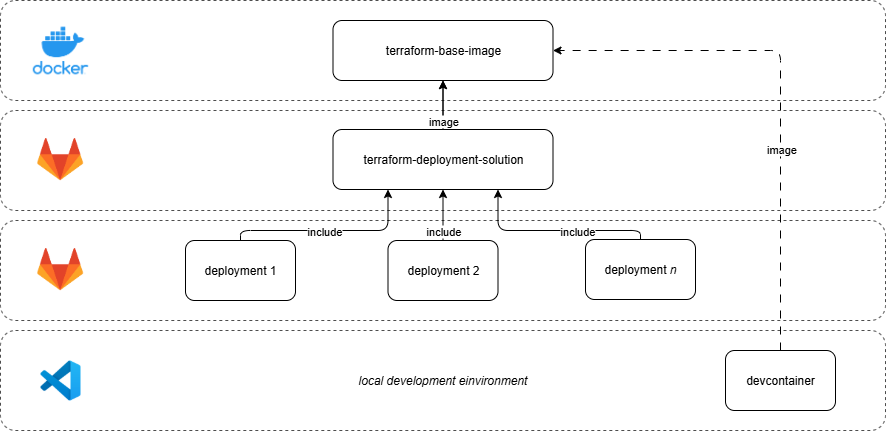 docker
terraform-base-image
image
terraform-deployment-solution
image
include
include
include
deployment 1
deployment 2
deployment n
local development einvironment
devcontainer